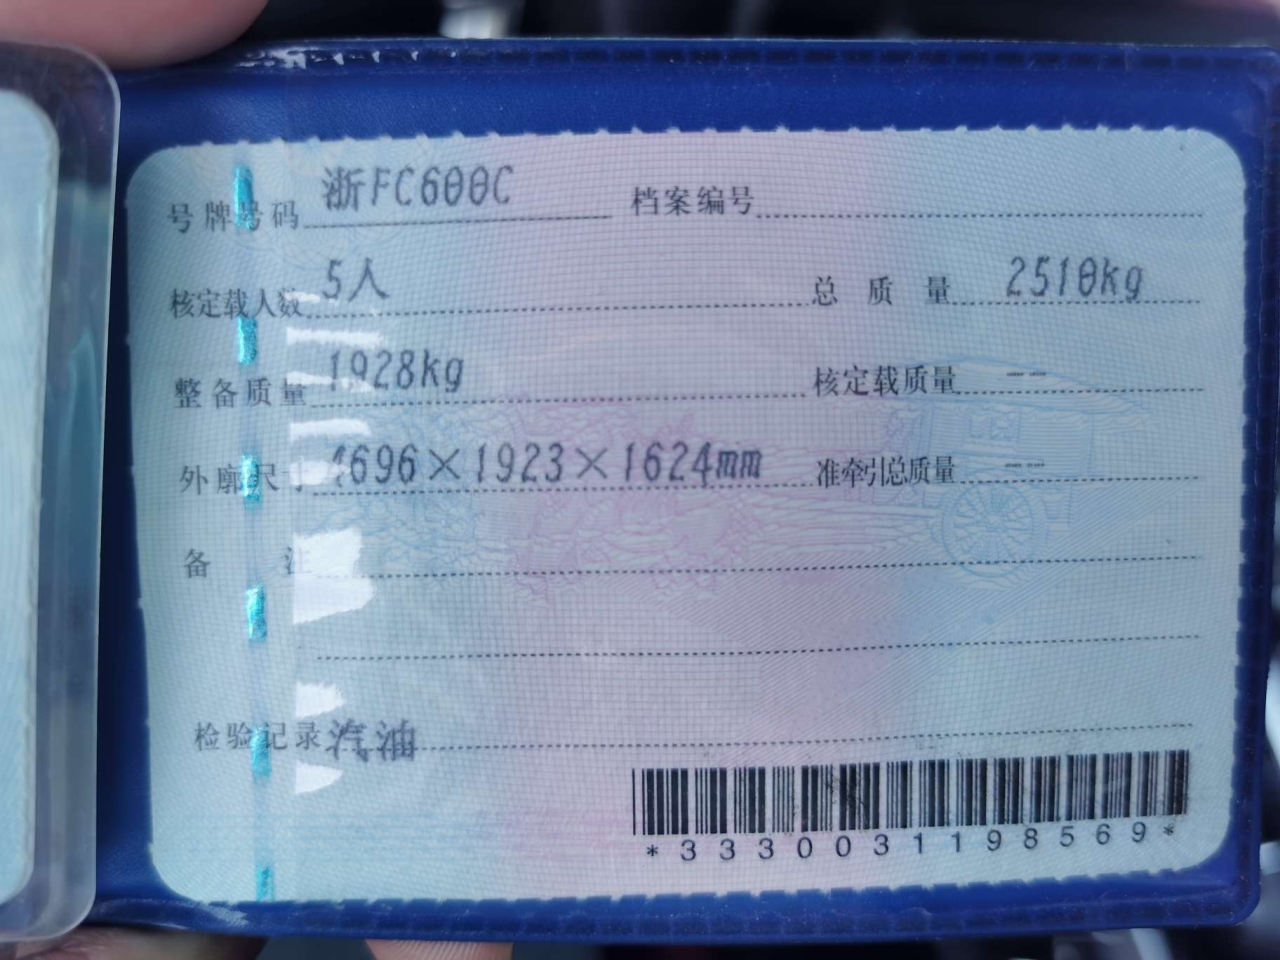 号牌号码 浙FC600C 档案编号
核定载人数 5人 总质量 2510kg
整备质量 1928kg 核定载质量 --
外廓尺寸 4696×1923×1624mm 准牵引总质量 --
备注
检验记录 汽油
*3330031198569*